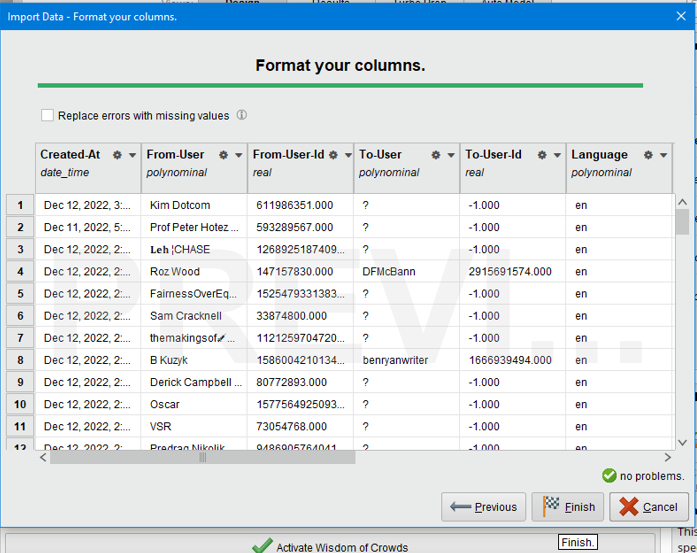 Design Results Turbo Prep Auto Model
Import Data - Format your columns.
Format your columns.
Replace errors with missing values
Created-At From-User From-User-Id To-User To-User-Id Language
date_time polynominal real polynominal real polynominal
1 Dec 12, 2022, 3:... Kim Dotcom 611986351.000 ? -1.000 en
2 Dec 11, 2022, 5:... Prof Peter Hotez ... 593289567.000 ? -1.000 en
3 Dec 12, 2022, 2:... 𝐋𝐞𝐡 ¦CHASE 1268925187409... ? -1.000 en
4 Dec 12, 2022, 2:... Roz Wood 147157830.000 DFMcBann 2915691574.000 en
5 Dec 12, 2022, 2:... FairnessOverEq... 1525479331383... ? -1.000 en
6 Dec 12, 2022, 2:... Sam Cracknell 33874800.000 ? -1.000 en
7 Dec 12, 2022, 2:... themakingsof ... 1121259704720... ? -1.000 en
8 Dec 12, 2022, 2:... B Kuzyk 1586004210134... benryanwriter 1666939494.000 en
9 Dec 12, 2022, 2:... Derick Campbell ... 80772893.000 ? -1.000 en
10 Dec 12, 2022, 2:... Oscar 1577564925093... ? -1.000 en
11 Dec 12, 2022, 2:... VSR 73054768.000 ? -1.000 en
12 Dec 12, 2022, 2:... Predrag Nikolik... 9486905764041... ? -1.000 en
PREVI...
no problems.
Previous Finish Cancel
Finish.
Activate Wisdom of Crowds
This
spe